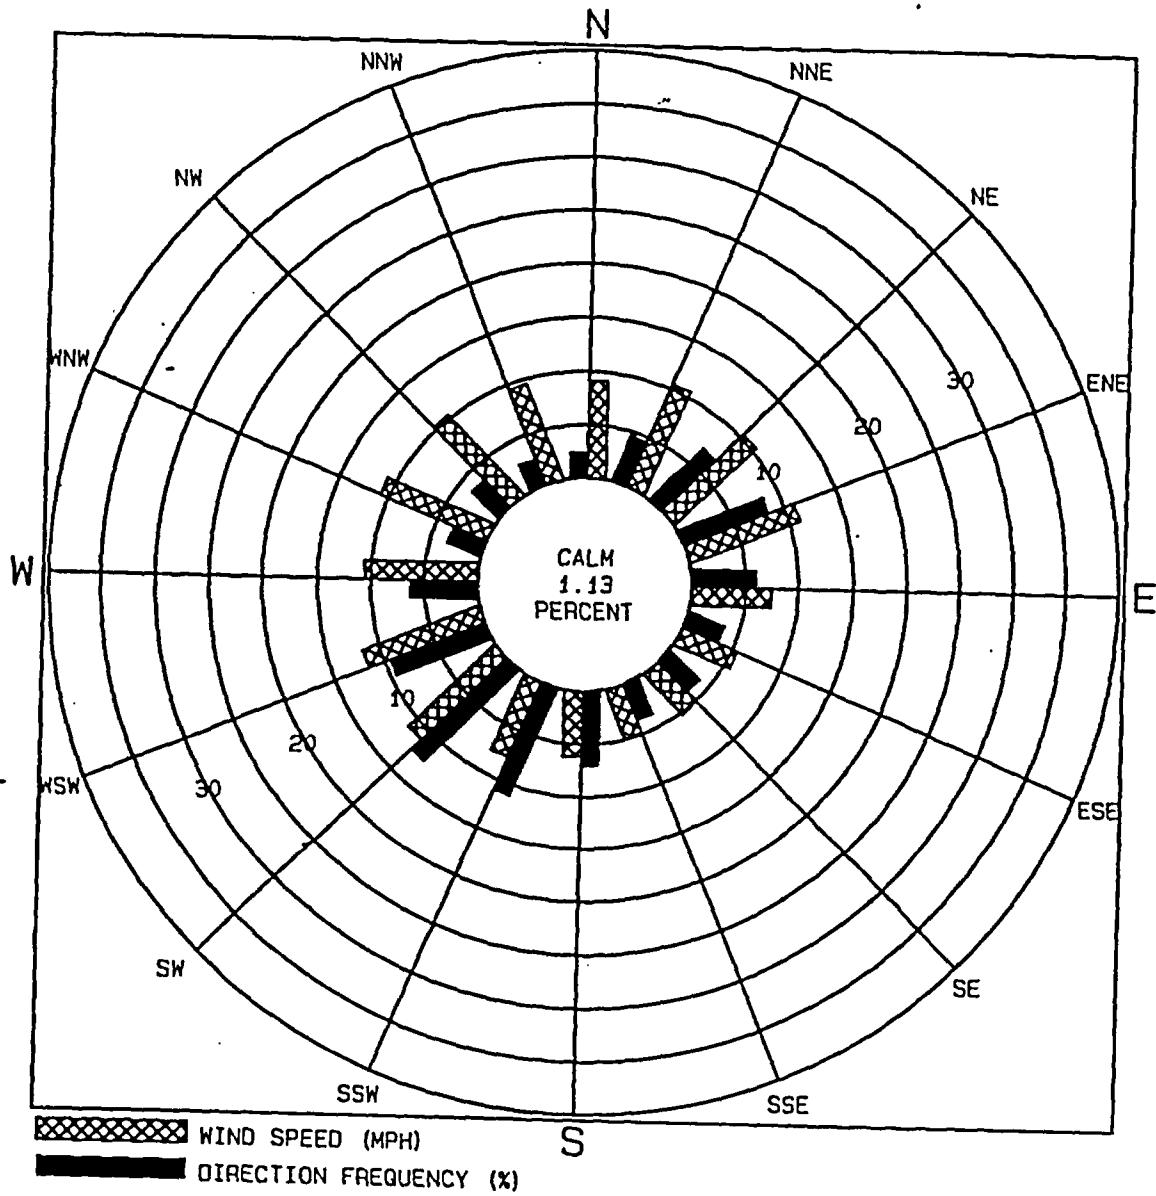 N
NNW
NNE
NW
NE
WNW
ENE
30
20
10
W
CALM
1.13
PERCENT
E
10
20
30
WSW
ESE
SW
SE
SSW
SSE
S
WIND SPEED (MPH)
DIRECTION FREQUENCY (%)